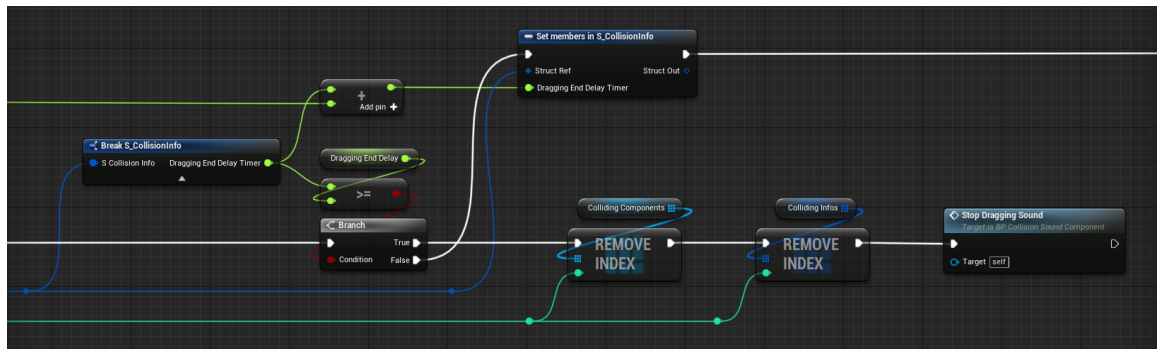 Set members in S_CollisionInfo
Struct Ref
Struct Out
Dragging End Delay Timer
+
Add pin +
Break S_CollisionInfo
S Collision Info
Dragging End Delay Timer
Dragging End Delay
>=
Branch
True
Condition
False
Colliding Components
REMOVE
INDEX
Colliding Infos
REMOVE
INDEX
Stop Dragging Sound
Target is BP Collision Sound Component
Target self